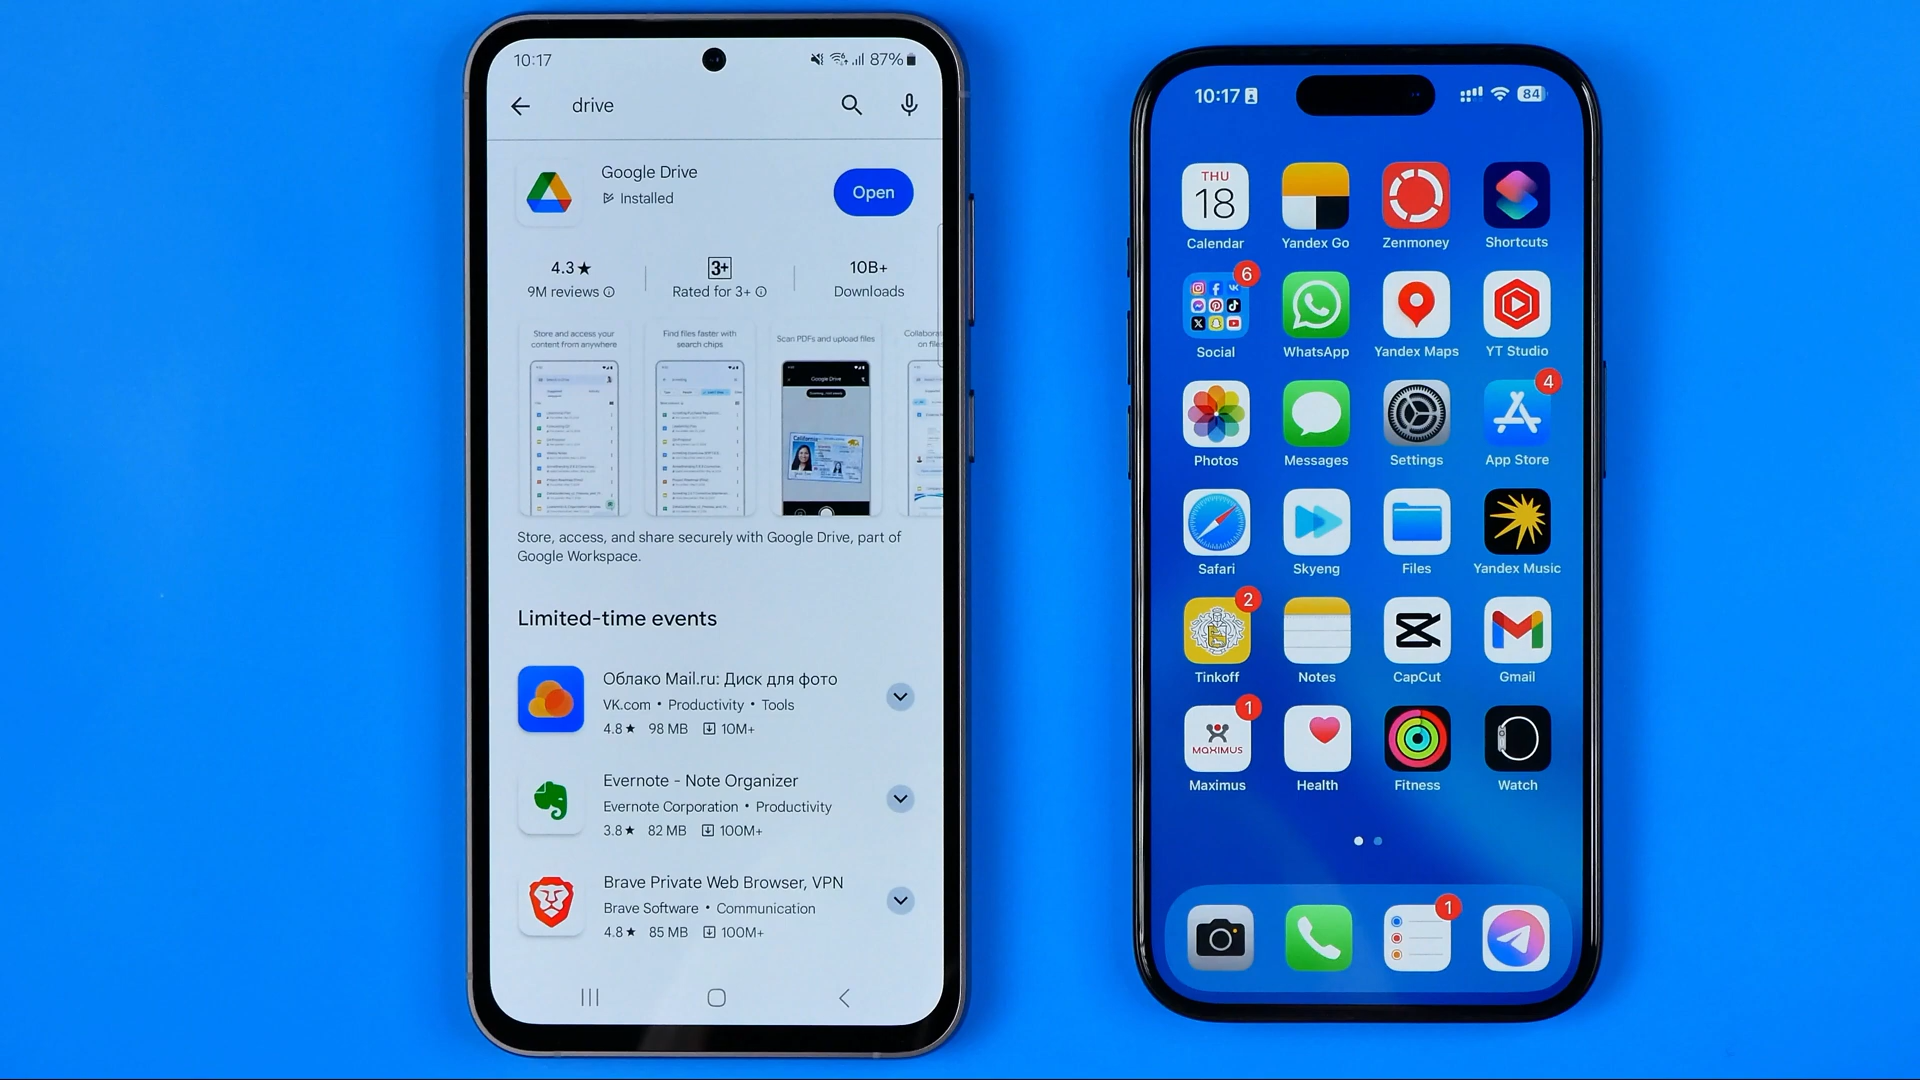 10:17
87%
drive
Google Drive
Installed
Open
4.3★
9M reviews
3+
Rated for 3+
10B+
Downloads
Store and access your
content from anywhere
Find files faster with
search chips
Scan PDFs and upload files
on files
Google Drive
California
Store, access, and share securely with Google Drive, part of
Google Workspace.
Limited-time events
Облако Mail.ru: Диск для фото
VK.com • Productivity • Tools
4.8★ 98 MB 10M+
Evernote - Note Organizer
Evernote Corporation • Productivity
3.8★ 82 MB 100M+
Brave Private Web Browser, VPN
Brave Software • Communication
4.8★ 85 MB 100M+
10:17
84
THU
18
Calendar
Yandex Go
Zenmoney
Shortcuts
6
Social
WhatsApp
Yandex Maps
YT Studio
4
Photos
Messages
Settings
App Store
Safari
Skyeng
Files
Yandex Music
2
Tinkoff
Notes
CapCut
Gmail
1
MAXIMUS
Maximus
Health
Fitness
Watch
1